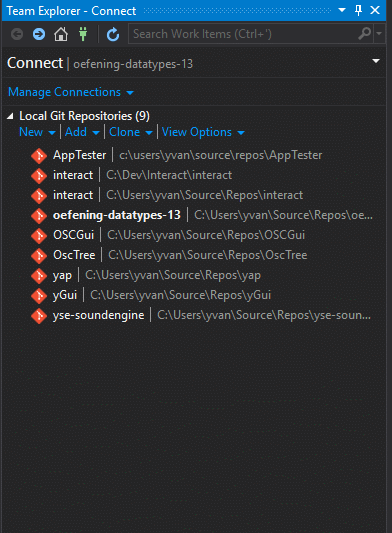 Team Explorer - Connect
Search Work Items (Ctrl+')
Connect | oefening-datatypes-13
Manage Connections
Local Git Repositories (9)
New | Add | Clone | View Options
AppTester | c:\users\yvan\source\repos\AppTester
interact | C:\Dev\Interact\interact
interact | C:\Users\yvan\Source\Repos\interact
oefening-datatypes-13 | C:\Users\yvan\Source\Repos\oe...
OSCGui | C:\Users\yvan\Source\Repos\OSCGui
OscTree | C:\Users\yvan\Source\Repos\OscTree
yap | C:\Users\yvan\Source\Repos\yap
yGui | C:\Users\yvan\Source\Repos\yGui
yse-soundengine | C:\Users\yvan\Source\Repos\yse-soun...